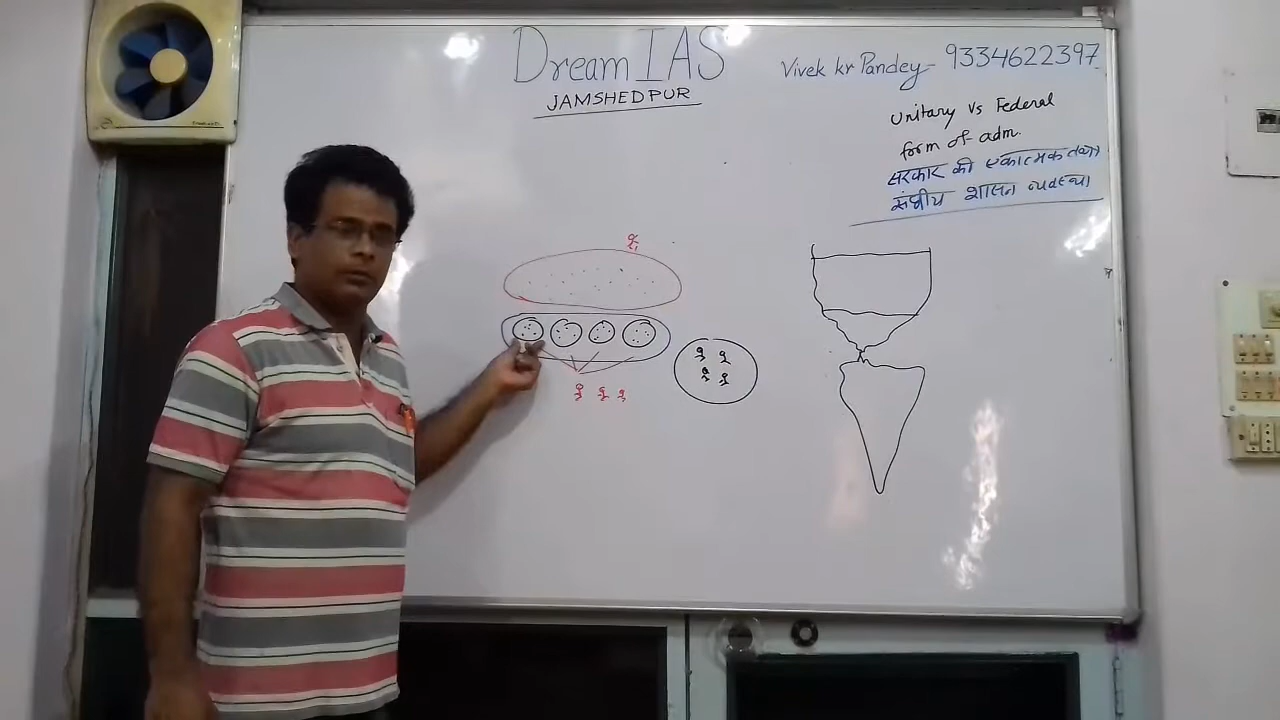 Dream IAS
JAMSHEDPUR
Vivek kr Pandey- 9334622397
Unitary Vs Federal
form of adm.
सरकार की एकात्मक तथा
संघीय शासन व्यवस्था